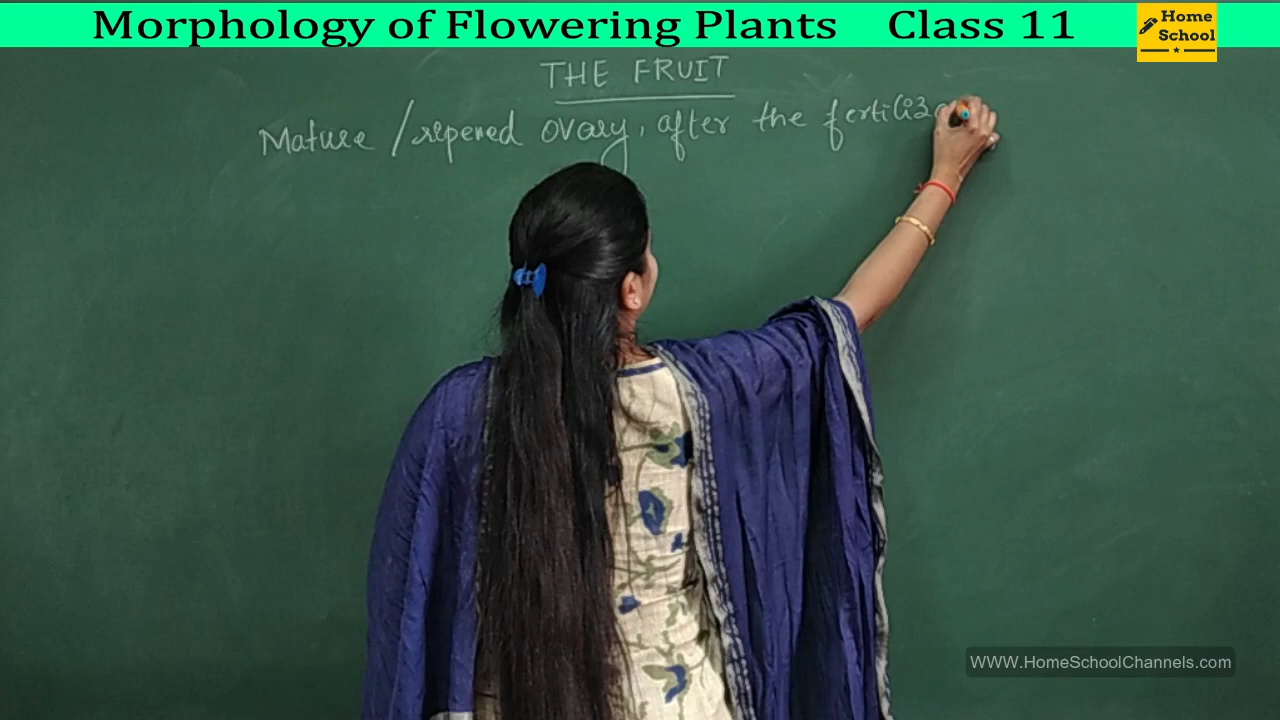 Morphology of Flowering Plants Class 11
Home
School
THE FRUIT
Mature / ripened ovary, after the
WWW.HomeSchoolChannels.com